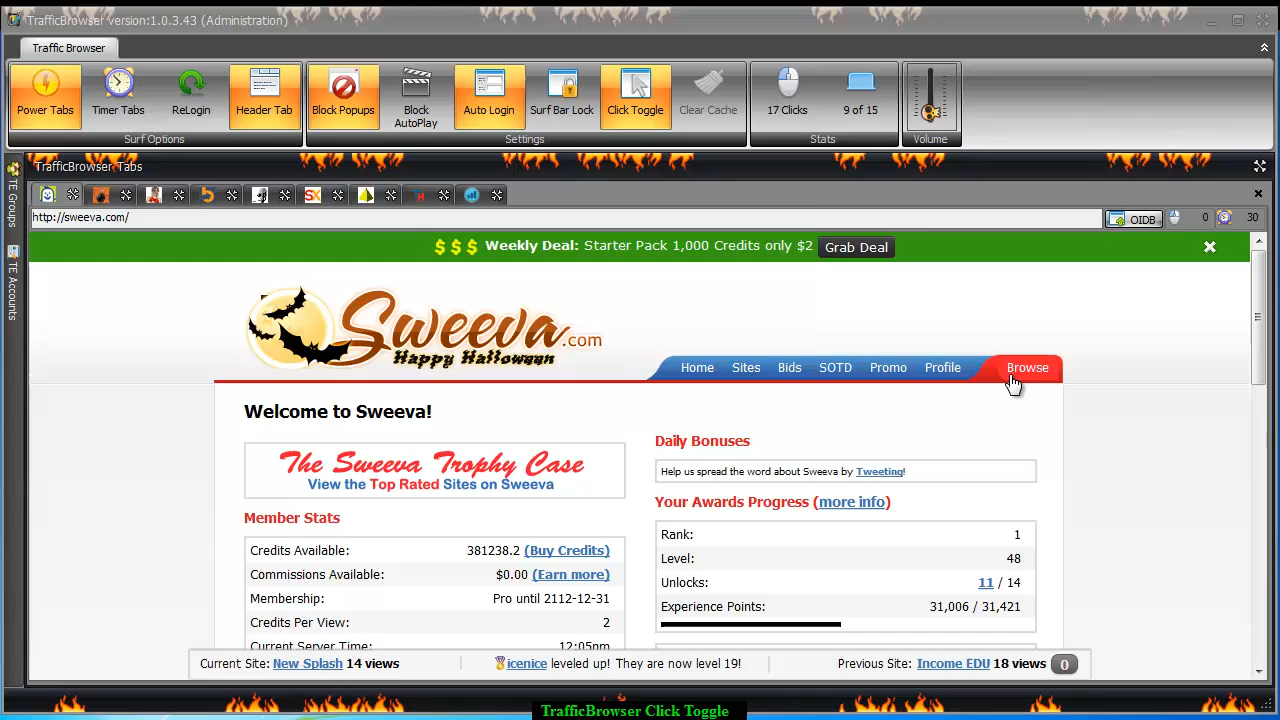 TrafficBrowser version:1.0.3.43 (Administration)
Traffic Browser
Power Tabs
Timer Tabs
ReLogin
Header Tab
Block Popups
Block AutoPlay
Auto Login
Surf Bar Lock
Click Toggle
Clear Cache
17 Clicks
9 of 15
Surf Options
Settings
Stats
Volume
TrafficBrowser Tabs
TE Groups
TE Accounts
http://sweeva.com/
OIDB
0
30
$ $ $ Weekly Deal: Starter Pack 1,000 Credits only $2 Grab Deal
Sweeva.com
Happy Halloween
Home Sites Bids SOTD Promo Profile Browse
Welcome to Sweeva!
The Sweeva Trophy Case
View the Top Rated Sites on Sweeva
Daily Bonuses
Help us spread the word about Sweeva by Tweeting!
Your Awards Progress (more info)
Rank: 1
Level: 48
Unlocks: 11 / 14
Experience Points: 31,006 / 31,421
Member Stats
Credits Available: 381238.2 (Buy Credits)
Commissions Available: $0.00 (Earn more)
Membership: Pro until 2112-12-31
Credits Per View: 2
Current Server Time: 12:05pm
Current Site: New Splash 14 views
icenice leveled up! They are now level 19!
Previous Site: Income EDU 18 views 0
TrafficBrowser Click Toggle